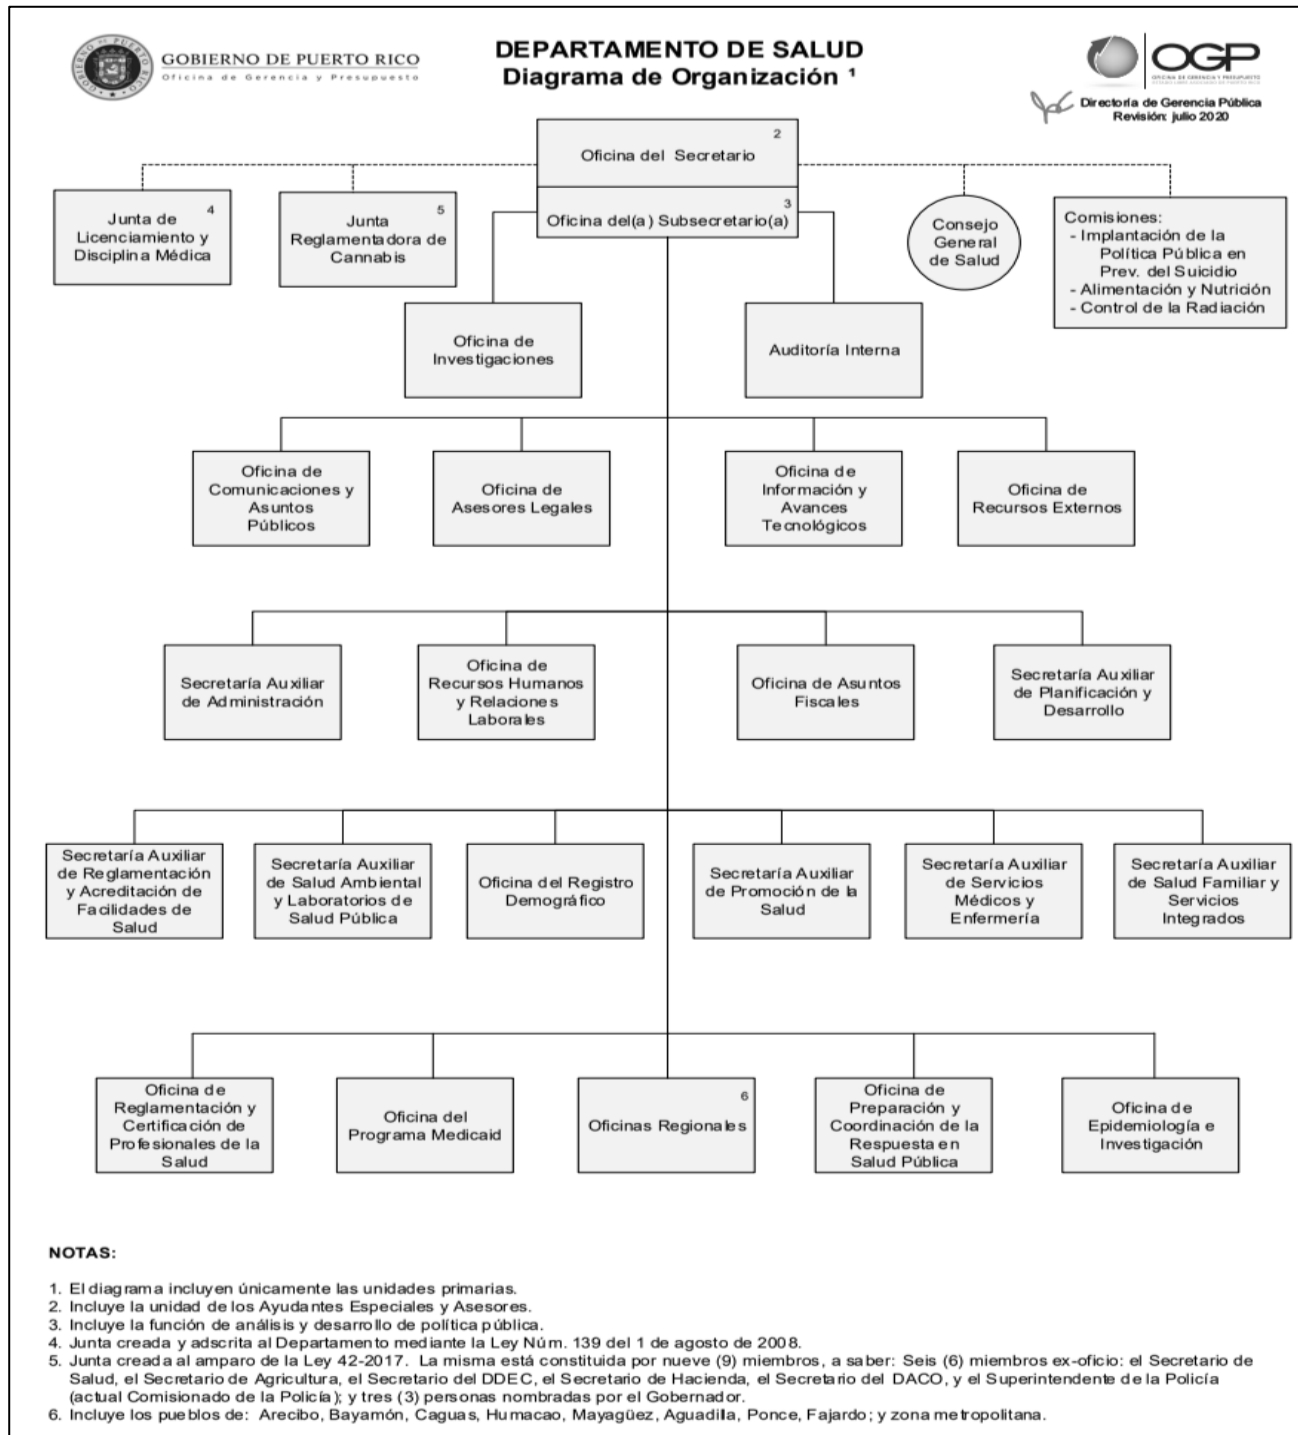 GOBIERNO DE PUERTO RICO
Oficina de Gerencia y Presupuesto
DEPARTAMENTO DE SALUD
Diagrama de Organización ¹
OGP
OFICINA DE GERENCIA Y PRESUPUESTO
Directoría de Gerencia Pública
Revisión: julio 2020
2
Oficina del Secretario
3
Oficina del(a) Subsecretario(a)
4
Junta de
Licenciamiento y
Disciplina Médica
5
Junta
Reglamentadora de
Cannabis
Consejo
General
de Salud
Comisiones:
- Implantación de la
Política Pública en
Prev. del Suicidio
- Alimentación y Nutrición
- Control de la Radiación
Oficina de
Investigaciones
Auditoría Interna
Oficina de
Comunicaciones y
Asuntos
Públicos
Oficina de
Asesores Legales
Oficina de
Información y
Avances
Tecnológicos
Oficina de
Recursos Externos
Secretaría Auxiliar
de Administración
Oficina de
Recursos Humanos
y Relaciones
Laborales
Oficina de Asuntos
Fiscales
Secretaría Auxiliar
de Planificación y
Desarrollo
Secretaría Auxiliar
de Reglamentación
y Acreditación de
Facilidades de
Salud
Secretaría Auxiliar
de Salud Ambiental
y Laboratorios de
Salud Pública
Oficina del Registro
Demográfico
Secretaría Auxiliar
de Promoción de la
Salud
Secretaría Auxiliar
de Servicios
Médicos y
Enfermería
Secretaría Auxiliar
de Salud Familiar y
Servicios
Integrados
Oficina de
Reglamentación y
Certificación de
Profesionales de la
Salud
Oficina del
Programa Medicaid
6
Oficinas Regionales
Oficina de
Preparación y
Coordinación de la
Respuesta en
Salud Pública
Oficina de
Epidemiología e
Investigación
NOTAS:
1. El diagrama incluyen únicamente las unidades primarias.
2. Incluye la unidad de los Ayudantes Especiales y Asesores.
3. Incluye la función de análisis y desarrollo de política pública.
4. Junta creada y adscrita al Departamento mediante la Ley Núm. 139 del 1 de agosto de 2008.
5. Junta creada al amparo de la Ley 42-2017. La misma está constituida por nueve (9) miembros, a saber: Seis (6) miembros ex-oficio: el Secretario de
Salud, el Secretario de Agricultura, el Secretario del DDEC, el Secretario de Hacienda, el Secretario del DACO, y el Superintendente de la Policía
(actual Comisionado de la Policía); y tres (3) personas nombradas por el Gobernador.
6. Incluye los pueblos de: Arecibo, Bayamón, Caguas, Humacao, Mayagüez, Aguadilla, Ponce, Fajardo; y zona metropolitana.